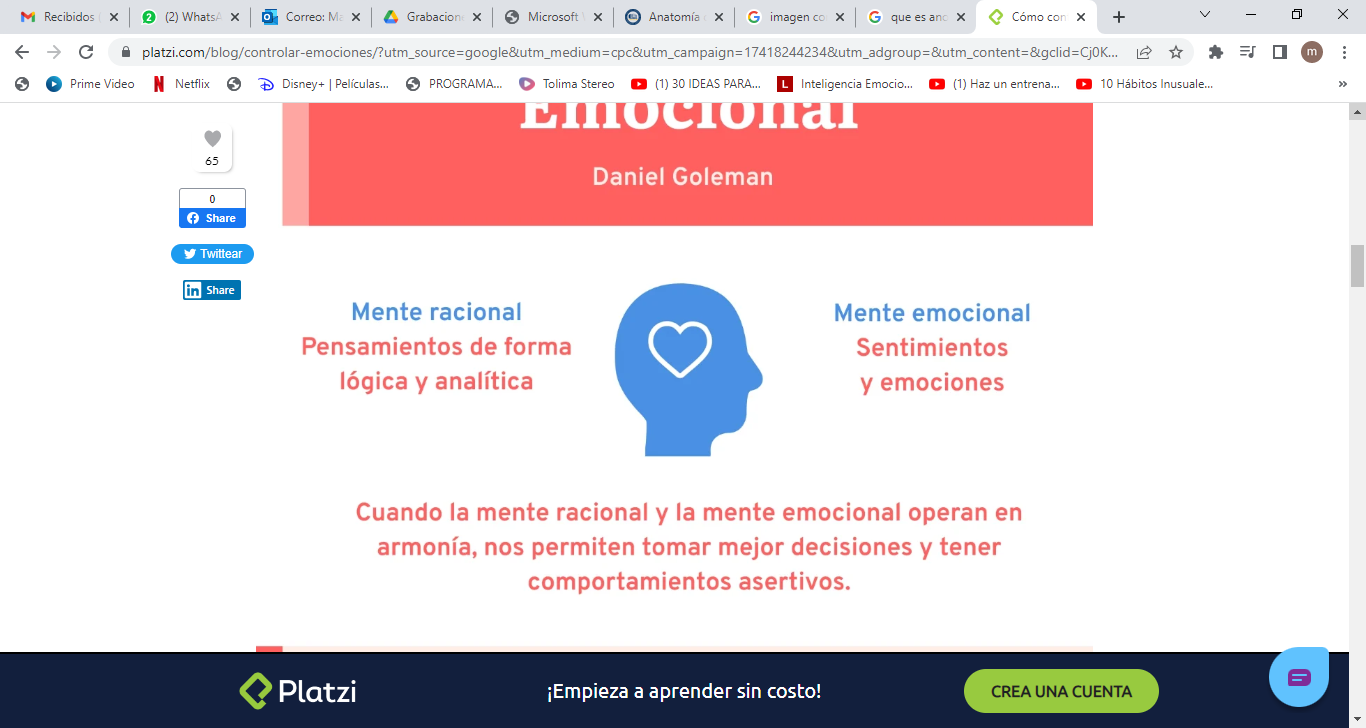 Recibidos
(2) WhatsA
Correo: Ma
Grabacion
Microsoft
Anatomía
imagen co
que es ano
Cómo con
platzi.com/blog/controlar-emociones/?utm_source=google&utm_medium=cpc&utm_campaign=17418244234&utm_adgroup=&utm_content=&gclid=Cj0K...
m
Prime Video
Netflix
Disney+ | Películas...
PROGRAMA...
Tolima Stereo
(1) 30 IDEAS PARA...
L
Inteligencia Emocio...
(1) Haz un entrena...
10 Hábitos Inusuale...
»
Emocional
Daniel Goleman
65
0
Share
Twittear
in Share
Mente racional
Pensamientos de forma
lógica y analítica
Mente emocional
Sentimientos
y emociones
Cuando la mente racional y la mente emocional operan en
armonía, nos permiten tomar mejor decisiones y tener
comportamientos asertivos.
Platzi
¡Empieza a aprender sin costo!
CREA UNA CUENTA